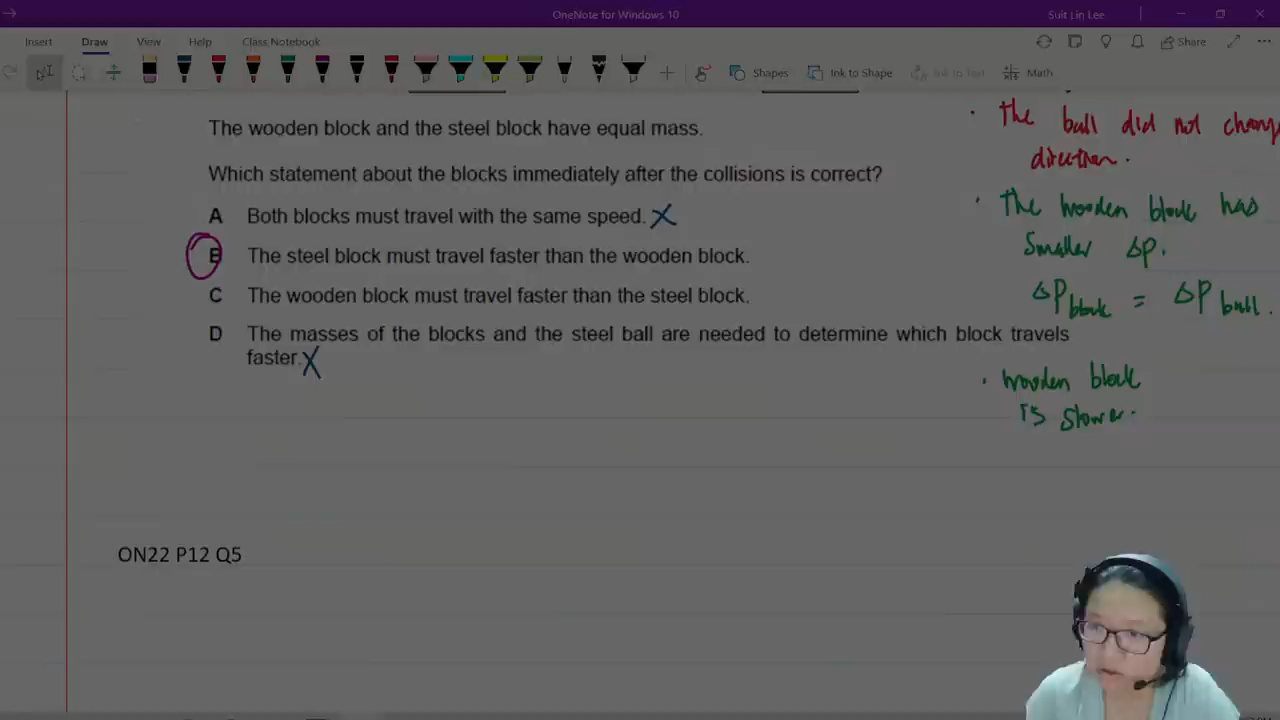 OneNote for Windows 10
Suit Lin Lee
Insert
Draw
View
Help
Class Notebook
Share
Shapes
Ink to Shape
Ink to Text
Math
The wooden block and the steel block have equal mass.
Which statement about the blocks immediately after the collisions is correct?
A Both blocks must travel with the same speed. X
B The steel block must travel faster than the wooden block.
C The wooden block must travel faster than the steel block.
D The masses of the blocks and the steel ball are needed to determine which block travels
faster. X
• The ball did not chang
direction.
• The wooden block has
smaller Δp.
ΔP block = ΔP ball.
• wooden block
is slower.
ON22 P12 Q5